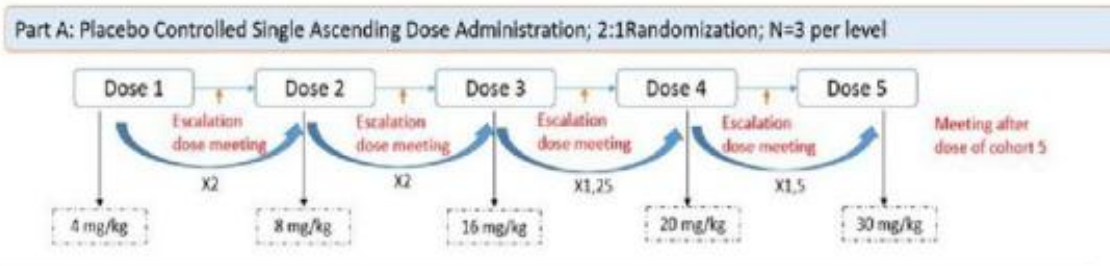 Part A: Placebo Controlled Single Ascending Dose Administration; 2:1Randomization; N=3 per level
Dose 1
Dose 2
Dose 3
Dose 4
Dose 5
Escalation
dose meeting
Escalation
dose meeting
Escalation
dose meeting
Escalation
dose meeting
Meeting after
dose of cohort 5
X2
X2
X1,25
X1,5
4 mg/kg
8 mg/kg
16 mg/kg
20 mg/kg
30 mg/kg